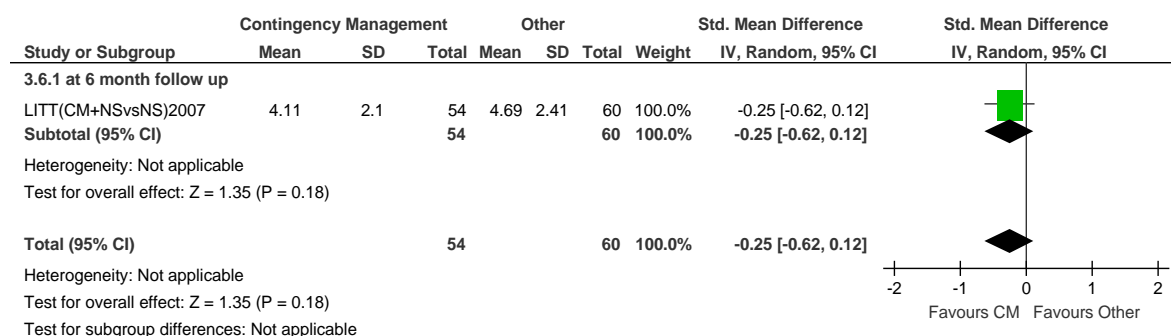 Contingency Management Other Std. Mean Difference Std. Mean Difference
Study or Subgroup Mean SD Total Mean SD Total Weight IV, Random, 95% CI IV, Random, 95% CI
3.6.1 at 6 month follow up
LITT(CM+NSvsNS)2007 4.11 2.1 54 4.69 2.41 60 100.0% -0.25 [-0.62, 0.12]
Subtotal (95% CI) 54 60 100.0% -0.25 [-0.62, 0.12]
Heterogeneity: Not applicable
Test for overall effect: Z = 1.35 (P = 0.18)
Total (95% CI) 54 60 100.0% -0.25 [-0.62, 0.12]
Heterogeneity: Not applicable
Test for overall effect: Z = 1.35 (P = 0.18)
Test for subgroup differences: Not applicable
-2 -1 0 1 2
Favours CM Favours Other